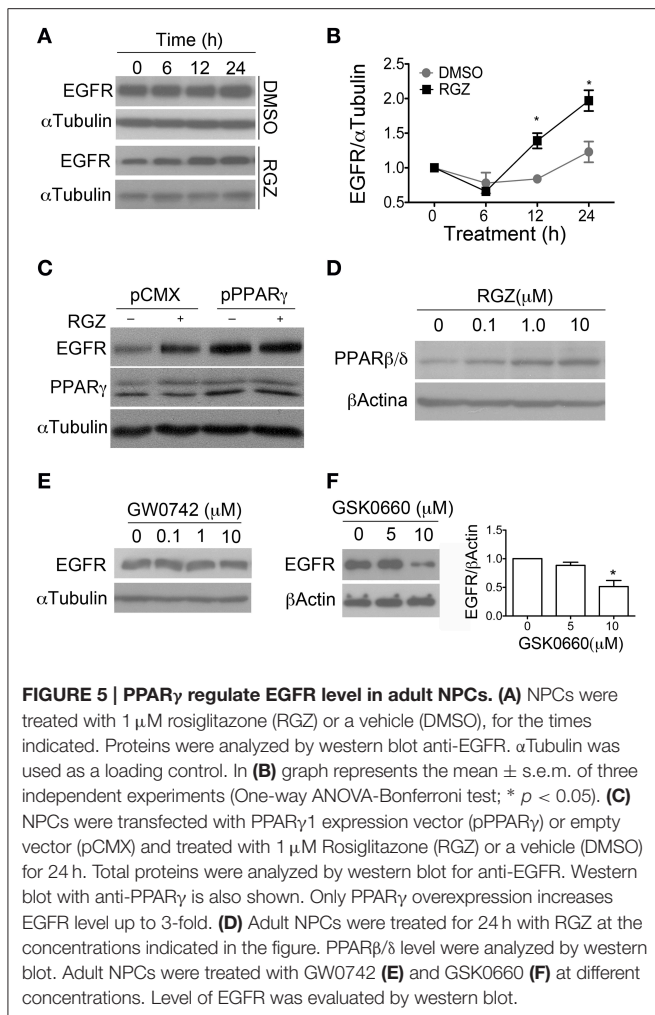 A
Time (h)
0 6 12 24
EGFR
αTubulin
DMSO
EGFR
αTubulin
RGZ
B
EGFR/αTubulin
2.5
2.0
1.5
1.0
0.5
DMSO
RGZ
*
*
0 6 12 24
Treatment (h)
C
pCMX pPPARγ
RGZ – + – +
EGFR
PPARγ
αTubulin
D
RGZ(μM)
0 0.1 1.0 10
PPARβ/δ
βActina
E
GW0742 (μM)
0 0.1 1 10
EGFR
αTubulin
F
GSK0660 (μM)
0 5 10
EGFR
βActin
EGFR/βActin
1.5
1.0
0.5
0.0
*
0 5 10
GSK0660(μM)
FIGURE 5 | PPARγ regulate EGFR level in adult NPCs. (A) NPCs were
treated with 1 μM rosiglitazone (RGZ) or a vehicle (DMSO), for the times
indicated. Proteins were analyzed by western blot anti-EGFR. αTubulin was
used as a loading control. In (B) graph represents the mean ± s.e.m. of three
independent experiments (One-way ANOVA-Bonferroni test; * p < 0.05). (C)
NPCs were transfected with PPARγ1 expression vector (pPPARγ) or empty
vector (pCMX) and treated with 1 μM Rosiglitazone (RGZ) or a vehicle (DMSO)
for 24 h. Total proteins were analyzed by western blot for anti-EGFR. Western
blot with anti-PPARγ is also shown. Only PPARγ overexpression increases
EGFR level up to 3-fold. (D) Adult NPCs were treated for 24 h with RGZ at the
concentrations indicated in the figure. PPARβ/δ level were analyzed by western
blot. Adult NPCs were treated with GW0742 (E) and GSK0660 (F) at different
concentrations. Level of EGFR was evaluated by western blot.